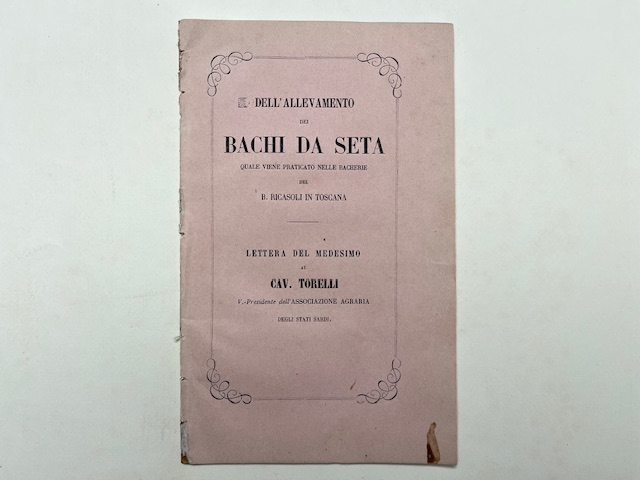 DELL'ALLEVAMENTO
DEI
BACHI DA SETA
QUALE VIENE PRATICATO NELLE BACHERIE
DEL
B. RICASOLI IN TOSCANA
LETTERA DEL MEDESIMO
AL
CAV. TORELLI
V.-Presidente dell'ASSOCIAZIONE AGRARIA
DEGLI STATI SARDI.